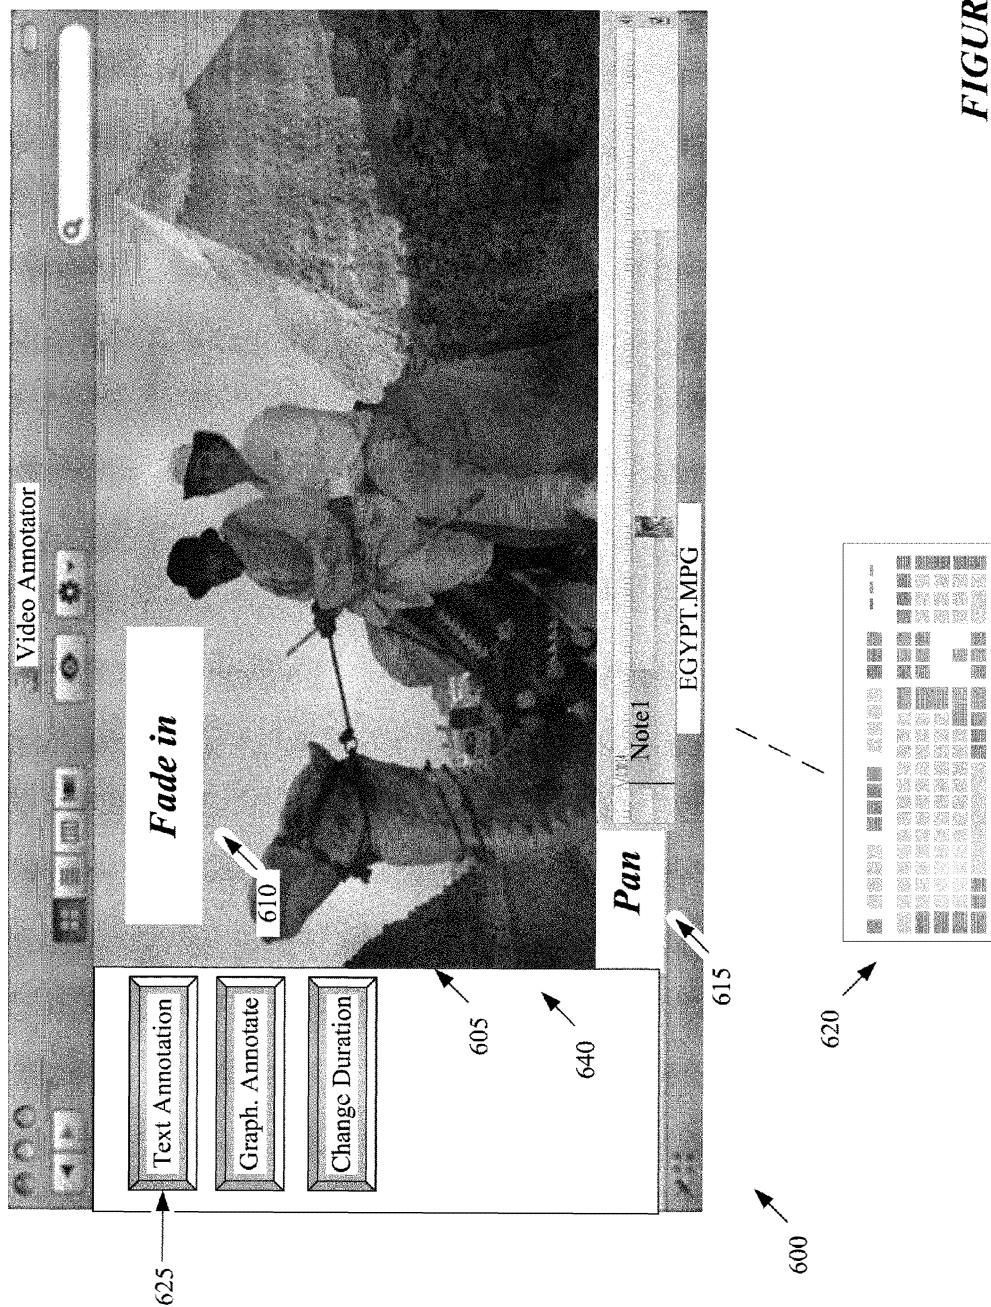 Video Annotator
Text Annotation
Graph. Annotate
Change Duration
Fade in
Pan
Note1
EGYPT.MPG
625
610
605
640
615
600
620
FIGUR